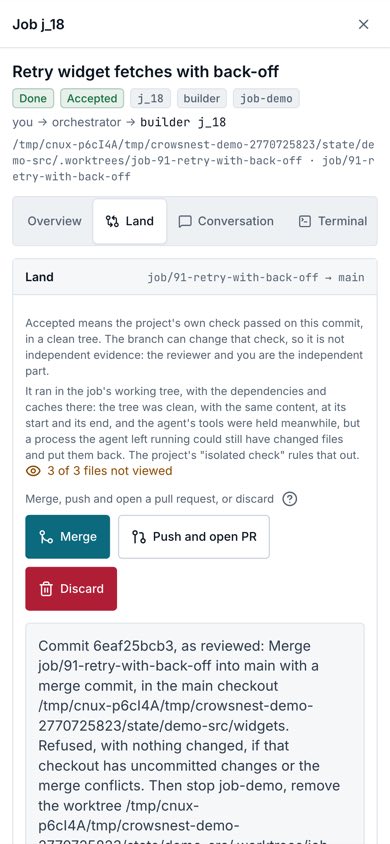 Job j_18
Retry widget fetches with back-off
Done Accepted j_18 builder job-demo
you → orchestrator → builder j_18
/tmp/cnux-p6cI4A/tmp/crowsnest-demo-2770725823/state/de
mo-src/.worktrees/job-91-retry-with-back-off · job/91-r
etry-with-back-off
Overview Land Conversation Terminal
Land job/91-retry-with-back-off → main
Accepted means the project's own check passed on this commit,
in a clean tree. The branch can change that check, so it is not
independent evidence: the reviewer and you are the independent
part.
It ran in the job's working tree, with the dependencies and
caches there: the tree was clean, with the same content, at its
start and its end, and the agent's tools were held meanwhile, but
a process the agent left running could still have changed files
and put them back. The project's "isolated check" rules that out.
3 of 3 files not viewed
Merge, push and open a pull request, or discard ?
Merge Push and open PR
Discard
Commit 6eaf25bcb3, as reviewed: Merge
job/91-retry-with-back-off into main with a
merge commit, in the main checkout
/tmp/cnux-p6cI4A/tmp/crowsnest-demo-
2770725823/state/demo-src/widgets.
Refused, with nothing changed, if that
checkout has uncommitted changes or the
merge conflicts. Then stop job-demo, remove
the worktree /tmp/cnux-
p6cI4A/tmp/crowsnest-demo-